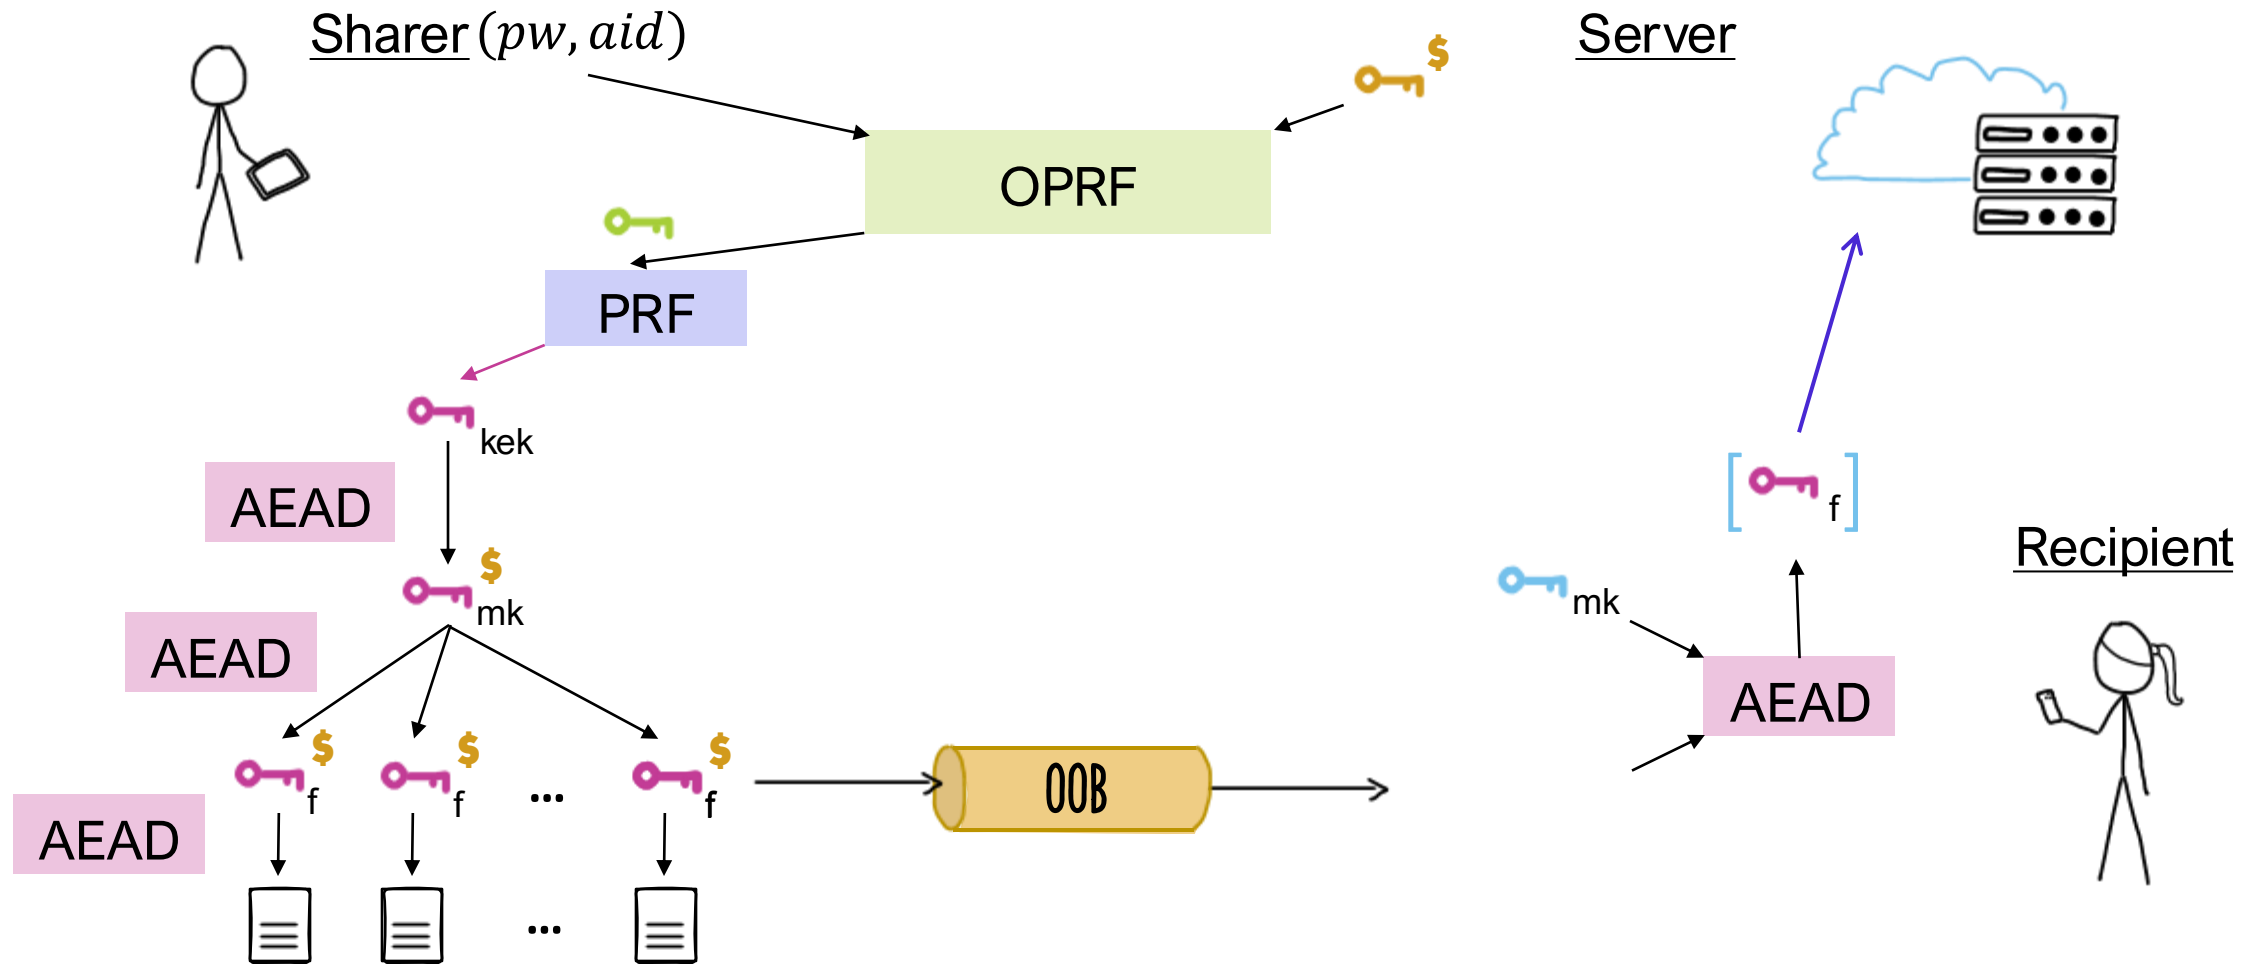 Sharer (pw, aid)
$
Server
OPRF
PRF
kek
AEAD
$
mk
AEAD
$ $ $
f f ... f
AEAD
...
OOB
[ f ]
mk
AEAD
Recipient